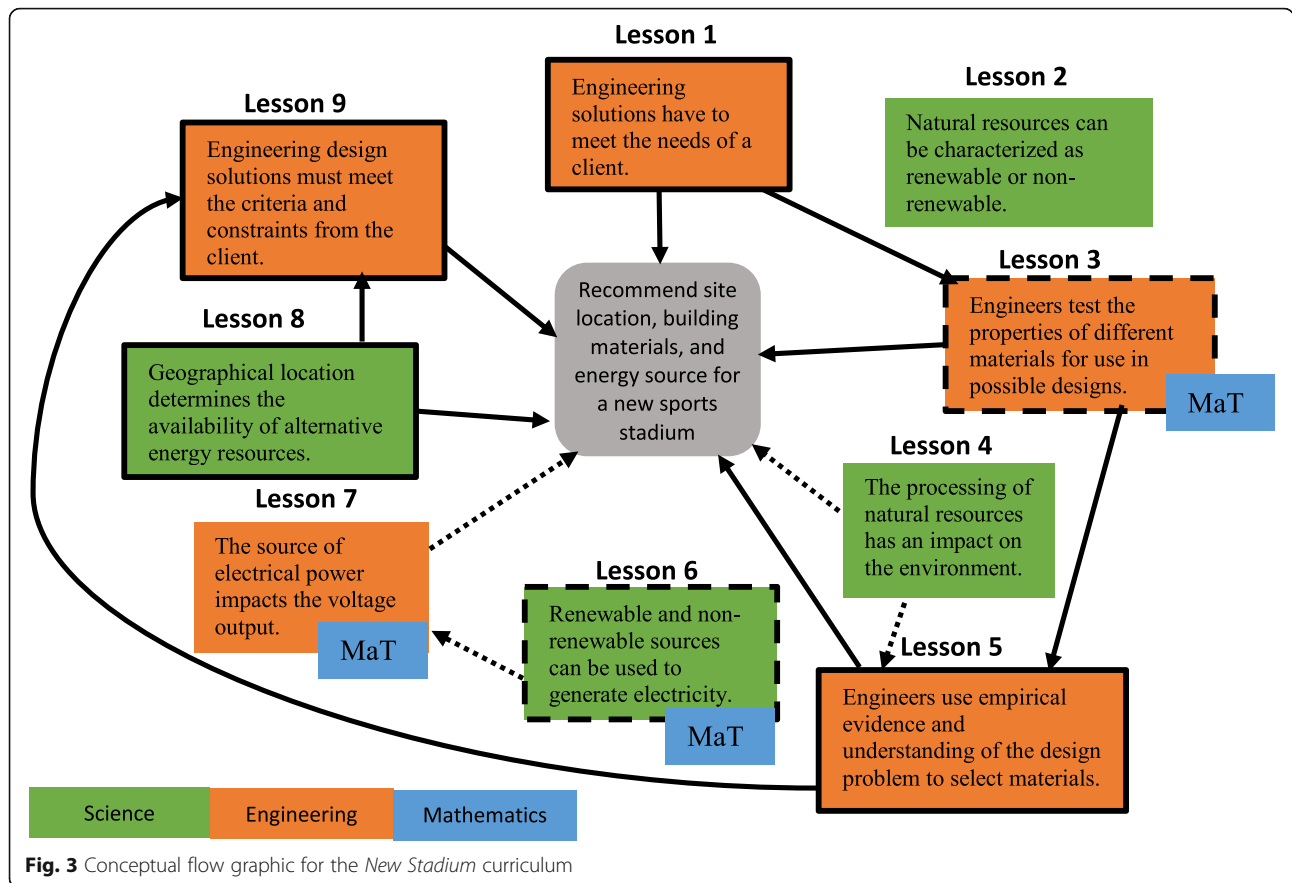 Lesson 1
Engineering
solutions have to
meet the needs of a
client.
Lesson 2
Natural resources can
be characterized as
renewable or non-
renewable.
Lesson 9
Engineering design
solutions must meet
the criteria and
constraints from the
client.
Lesson 3
Engineers test the
properties of different
materials for use in
possible designs.
MaT
Recommend site
location, building
materials, and
energy source for
a new sports
stadium
Lesson 8
Geographical location
determines the
availability of alternative
energy resources.
Lesson 4
The processing of
natural resources
has an impact on
the environment.
Lesson 7
The source of
electrical power
impacts the voltage
output.
MaT
Lesson 6
Renewable and non-
renewable sources
can be used to
generate electricity.
MaT
Lesson 5
Engineers use empirical
evidence and
understanding of the design
problem to select materials.
Science
Engineering
Mathematics
Fig. 3 Conceptual flow graphic for the New Stadium curriculum